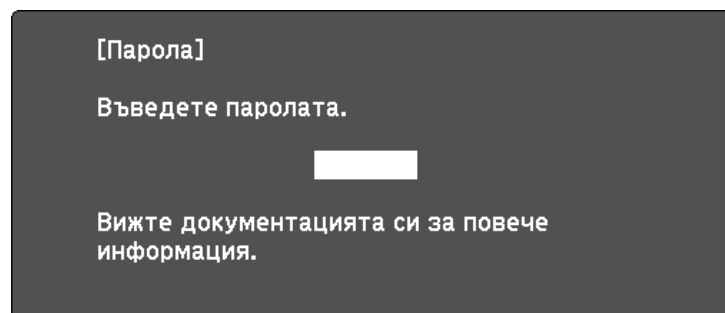 [Парола]
Въведете паролата.
Вижте документацията си за повече
информация.